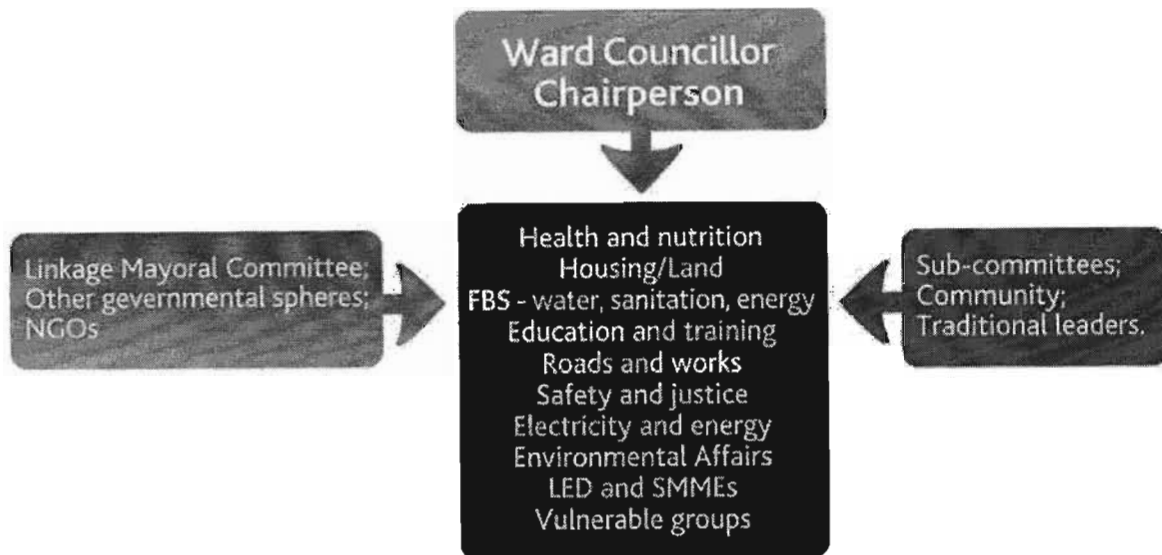 Ward Councillor
Chairperson
Linkage Mayoral Committee;
Other gevernmental spheres;
NGOs
Health and nutrition
Housing/Land
FBS - water, sanitation, energy
Education and training
Roads and works
Safety and justice
Electricity and energy
Environmental Affairs
LED and SMMEs
Vulnerable groups
Sub-committees;
Community;
Traditional leaders.